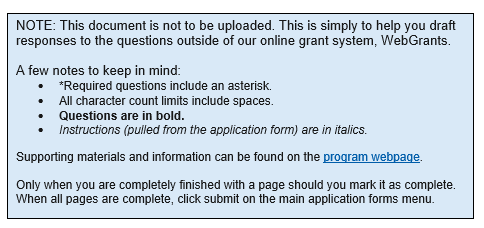 NOTE: This document is not to be uploaded. This is simply to help you draft
responses to the questions outside of our online grant system, WebGrants.
A few notes to keep in mind:
• *Required questions include an asterisk.
• All character count limits include spaces.
• Questions are in bold.
• Instructions (pulled from the application form) are in italics.
Supporting materials and information can be found on the program webpage.
Only when you are completely finished with a page should you mark it as complete.
When all pages are complete, click submit on the main application forms menu.